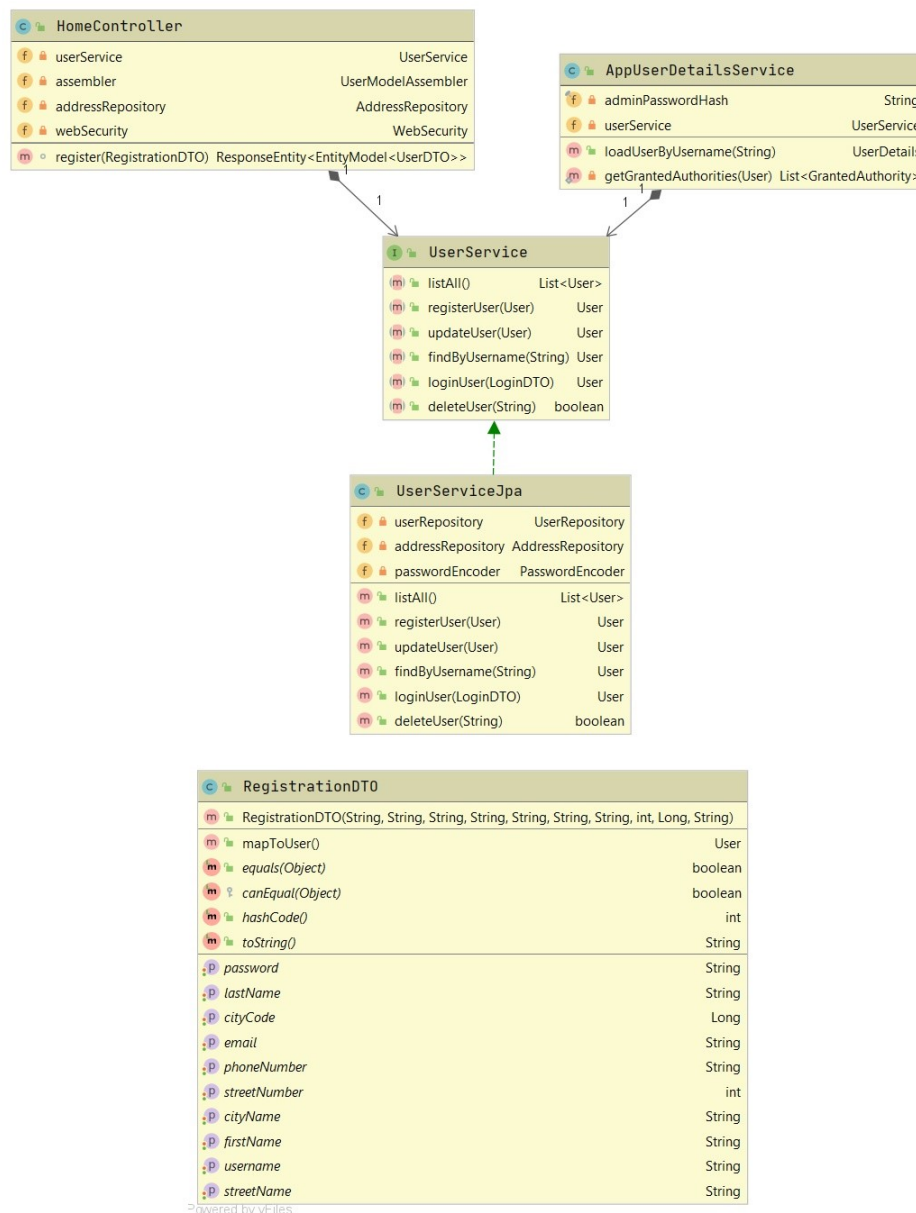 HomeController
userService UserService
assembler UserModelAssembler
addressRepository AddressRepository
webSecurity WebSecurity
register(RegistrationDTO) ResponseEntity<EntityModel<UserDTO>>
1
1
AppUserDetailsService
adminPasswordHash String
userService UserService
loadUserByUsername(String) UserDetails
getGrantedAuthorities(User) List<GrantedAuthority>
1
1
UserService
listAll() List<User>
registerUser(User) User
updateUser(User) User
findByUsername(String) User
loginUser(LoginDTO) User
deleteUser(String) boolean
UserServiceJpa
userRepository UserRepository
addressRepository AddressRepository
passwordEncoder PasswordEncoder
listAll() List<User>
registerUser(User) User
updateUser(User) User
findByUsername(String) User
loginUser(LoginDTO) User
deleteUser(String) boolean
RegistrationDTO
RegistrationDTO(String, String, String, String, String, String, String, int, Long, String)
mapToUser() User
equals(Object) boolean
canEqual(Object) boolean
hashCode() int
toString() String
password String
lastName String
cityCode Long
email String
phoneNumber String
streetNumber int
cityName String
firstName String
username String
streetName String
Powered by yFiles